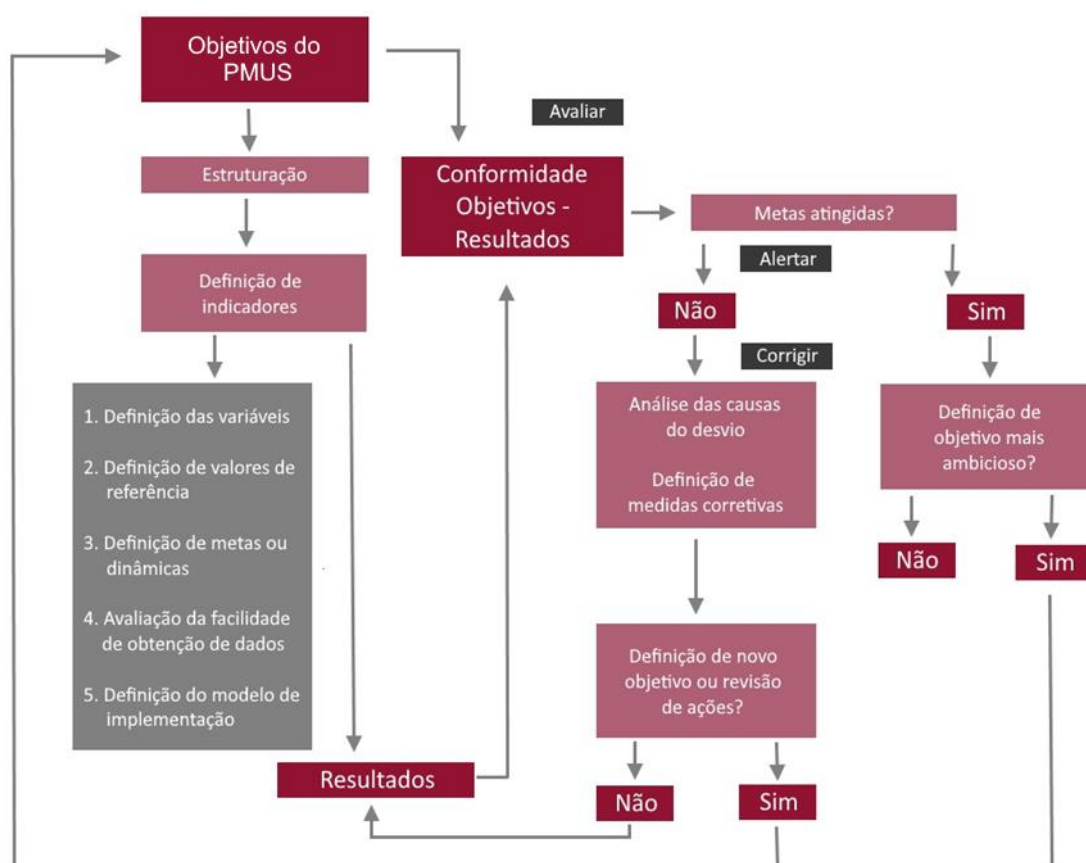 Objetivos do
PMUS
Estruturação
Definição de
indicadores
1. Definição das variáveis
2. Definição de valores de
referência
3. Definição de metas ou
dinâmicas
4. Avaliação da facilidade
de obtenção de dados
5. Definição do modelo de
implementação
Resultados
Avaliar
Conformidade
Objetivos -
Resultados
Metas atingidas?
Alertar
Não
Sim
Corrigir
Análise das causas
do desvio
Definição de
medidas corretivas
Definição de novo
objetivo ou revisão
de ações?
Não
Sim
Definição de
objetivo mais
ambicioso?
Não
Sim